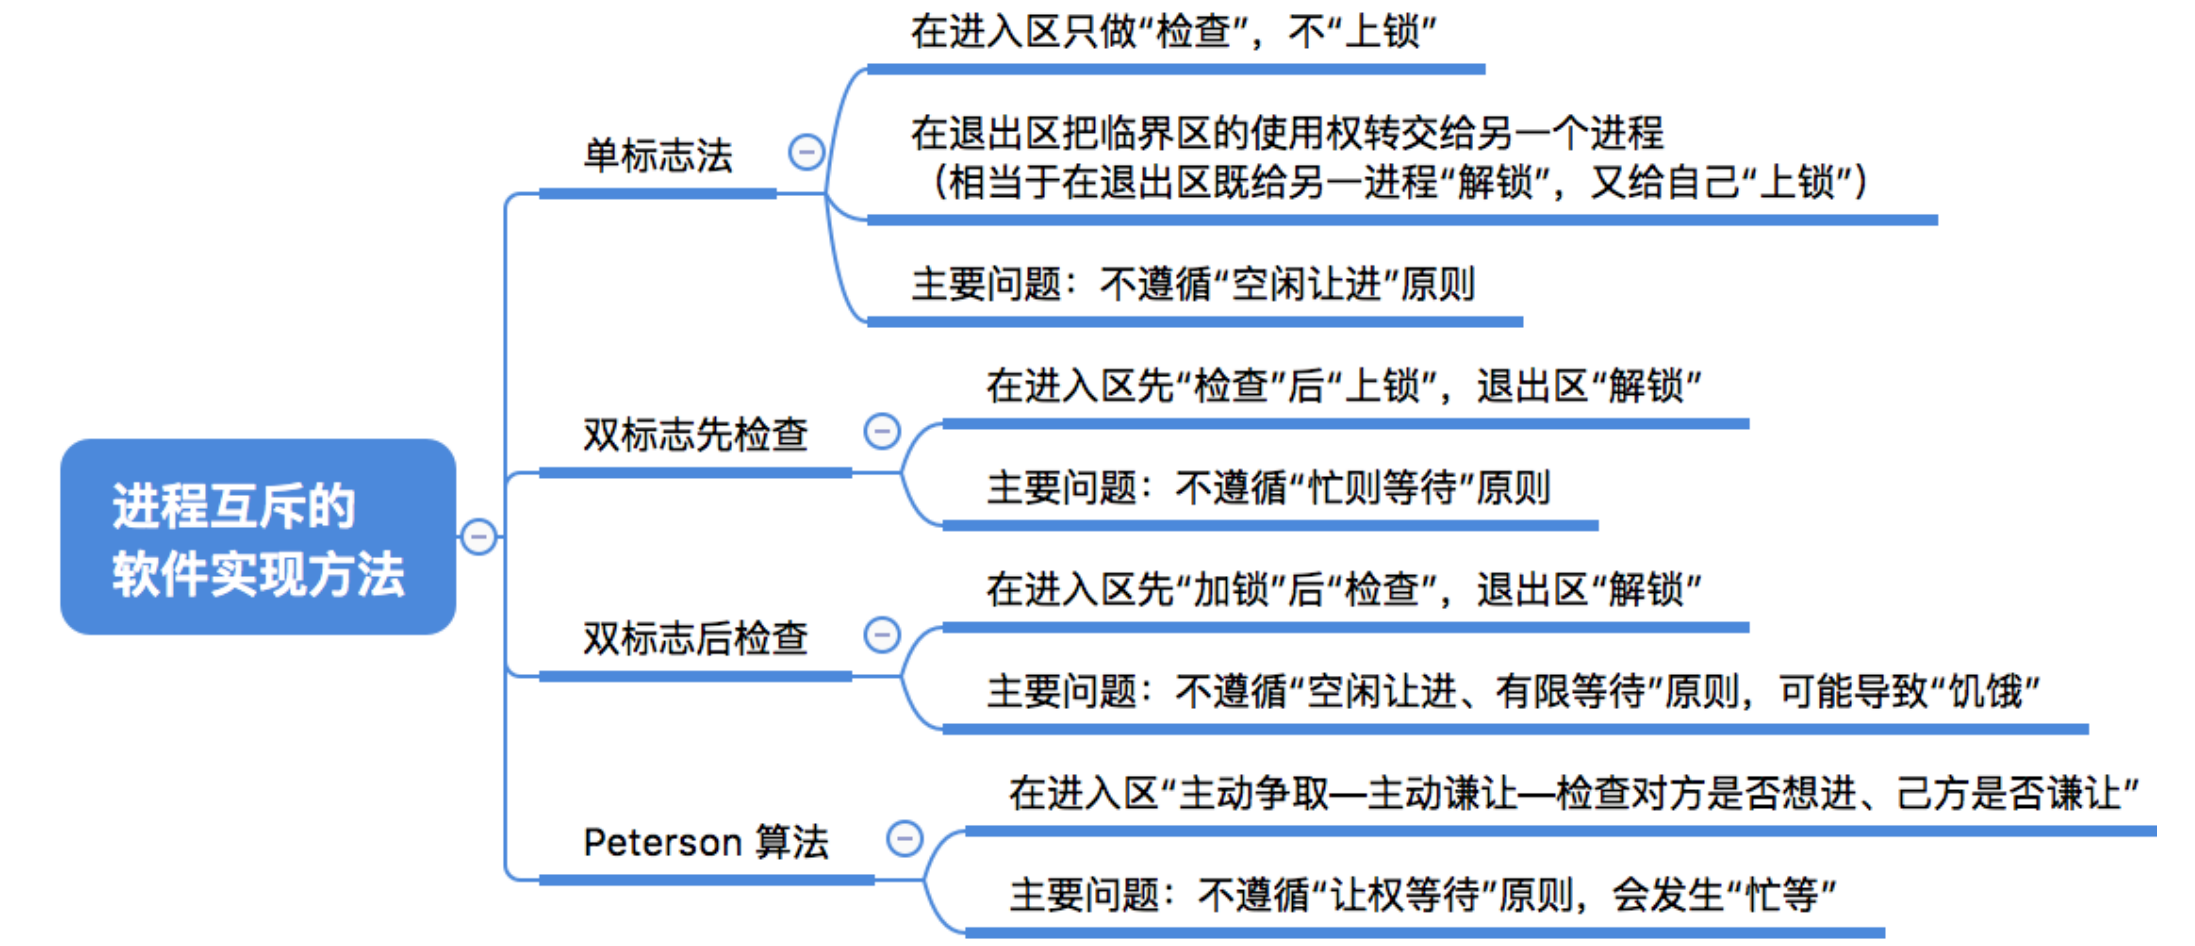 进程互斥的
软件实现方法
单标志法
在进入区只做“检查”，不“上锁”
在退出区把临界区的使用权转交给另一个进程
（相当于在退出区既给另一进程“解锁”，又给自己“上锁”）
主要问题：不遵循“空闲让进”原则
双标志先检查
在进入区先“检查”后“上锁”，退出区“解锁”
主要问题：不遵循“忙则等待”原则
双标志后检查
在进入区先“加锁”后“检查”，退出区“解锁”
主要问题：不遵循“空闲让进、有限等待”原则，可能导致“饥饿”
Peterson 算法
在进入区“主动争取—主动谦让—检查对方是否想进、己方是否谦让”
主要问题：不遵循“让权等待”原则，会发生“忙等”